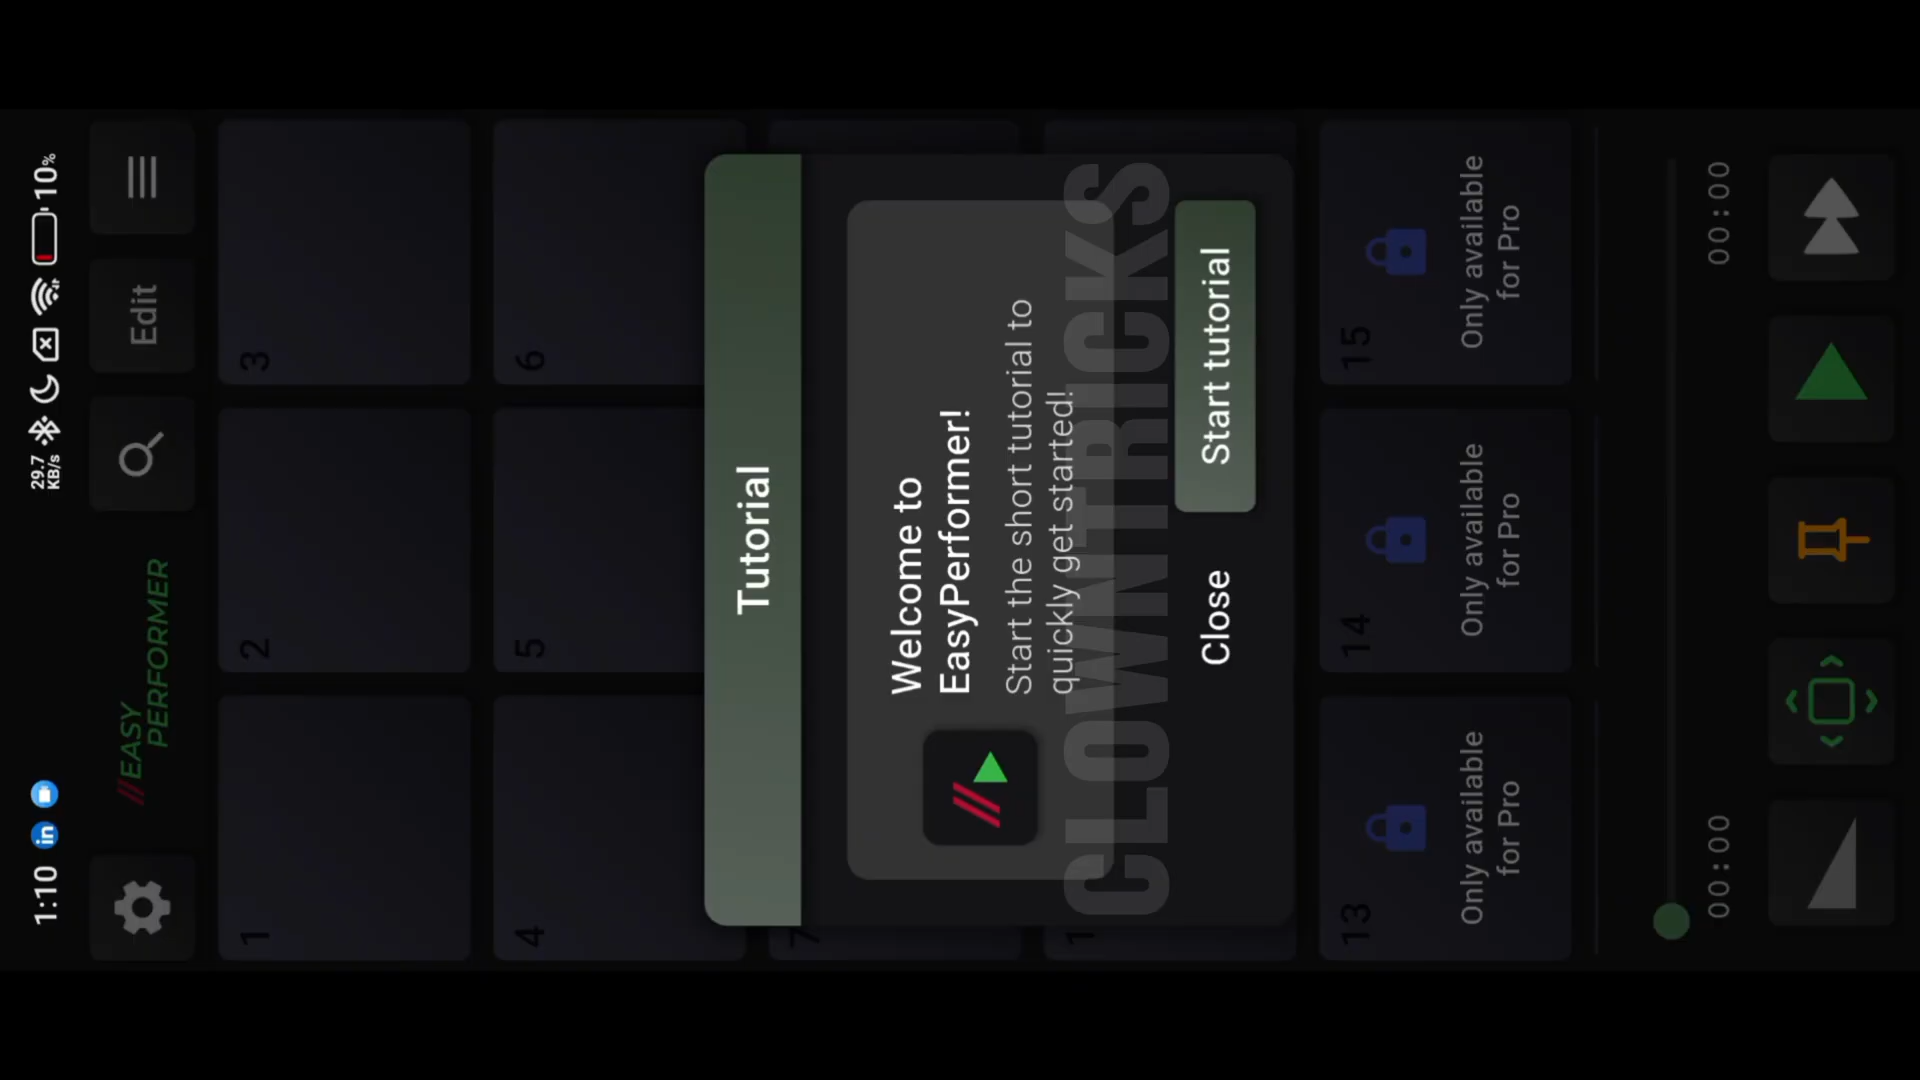 1:10
29.7
KB/s
10%
//EASY
PERFORMER
Edit
1
2
3
4
5
6
7
1
Tutorial
Welcome to
EasyPerformer!
Start the short tutorial to
quickly get started!
CLOWNTRICKS
Close
Start tutorial
13
Only available
for Pro
14
Only available
for Pro
15
Only available
for Pro
00:00
00:00